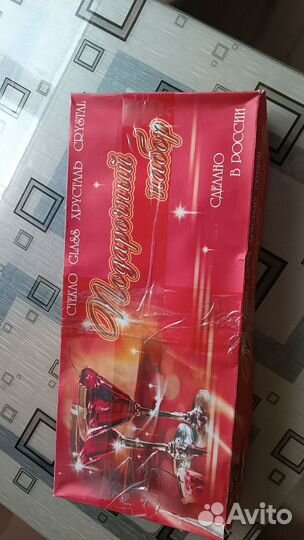 СТЕКЛО GLASS ХРУСТАЛЬ CRYSTAL
Подарочный
набор
СДЕЛАНО
В РОССИИ
Avito